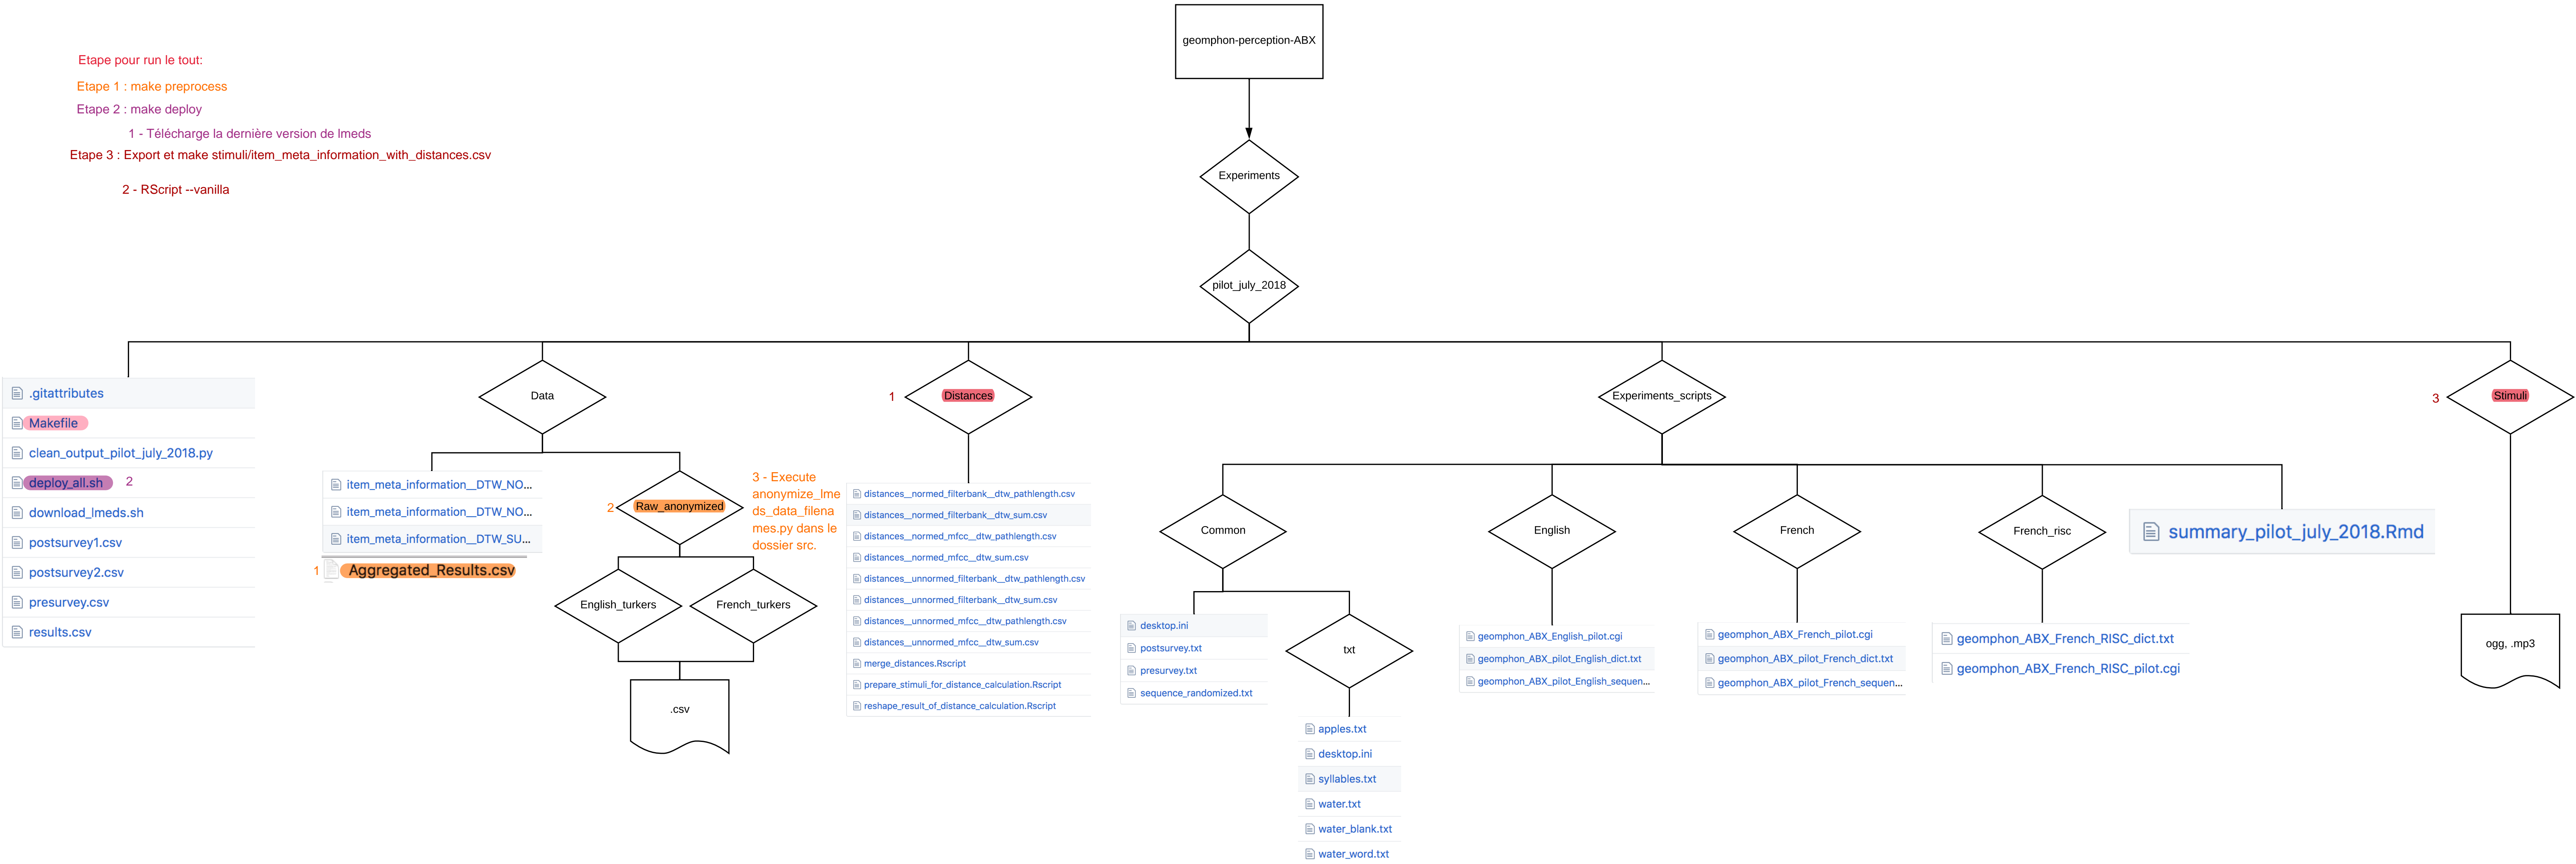 geomphon-perception-ABX
Etape pour run le tout:
Etape 1 : make preprocess
Etape 2 : make deploy
1 - Télécharge la dernière version de lmeds
Etape 3 : Export et make stimuli/item_meta_information_with_distances.csv
2 - RScript --vanilla
Experiments
pilot_july_2018
.gitattributes
Makefile
clean_output_pilot_july_2018.py
deploy_all.sh 2
download_lmeds.sh
postsurvey1.csv
postsurvey2.csv
presurvey.csv
results.csv
Data
item_meta_information__DTW_NO...
item_meta_information__DTW_NO...
item_meta_information__DTW_SU...
1 Aggregated_Results.csv
2 Raw_anonymized
3 - Execute
anonymize_lme
ds_data_filena
mes.py dans le
dossier src.
English_turkers
French_turkers
.csv
1 Distances
distances__normed_filterbank__dtw_pathlength.csv
distances__normed_filterbank__dtw_sum.csv
distances__normed_mfcc__dtw_pathlength.csv
distances__normed_mfcc__dtw_sum.csv
distances__unnormed_filterbank__dtw_pathlength.csv
distances__unnormed_filterbank__dtw_sum.csv
distances__unnormed_mfcc__dtw_pathlength.csv
distances__unnormed_mfcc__dtw_sum.csv
merge_distances.Rscript
prepare_stimuli_for_distance_calculation.Rscript
reshape_result_of_distance_calculation.Rscript
Experiments_scripts
Common
desktop.ini
postsurvey.txt
presurvey.txt
sequence_randomized.txt
txt
apples.txt
desktop.ini
syllables.txt
water.txt
water_blank.txt
water_word.txt
English
geomphon_ABX_English_pilot.cgi
geomphon_ABX_pilot_English_dict.txt
geomphon_ABX_pilot_English_sequen...
French
geomphon_ABX_French_pilot.cgi
geomphon_ABX_pilot_French_dict.txt
geomphon_ABX_pilot_French_sequen...
French_risc
geomphon_ABX_French_RISC_dict.txt
geomphon_ABX_French_RISC_pilot.cgi
summary_pilot_july_2018.Rmd
3 Stimuli
ogg, .mp3